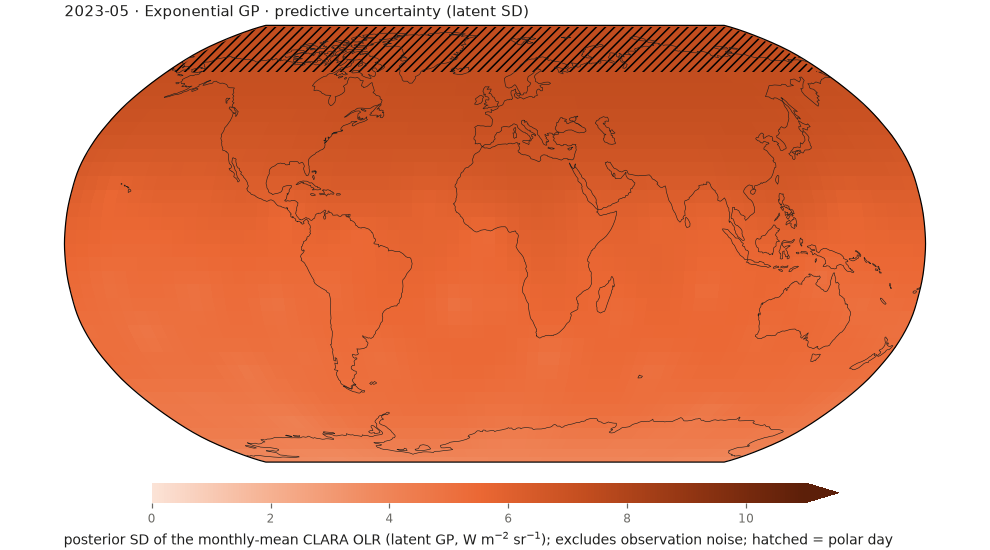 2023-05 · Exponential GP · predictive uncertainty (latent SD)
0 2 4 6 8 10
posterior SD of the monthly-mean CLARA OLR (latent GP, W m⁻² sr⁻¹); excludes observation noise; hatched = polar day